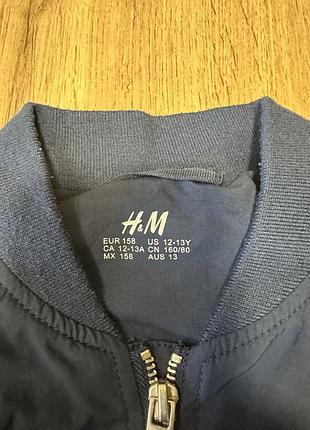 H&M
EUR 158 US 12-13Y
CA 12-13A CN 160/80
MX 158 AUS 13